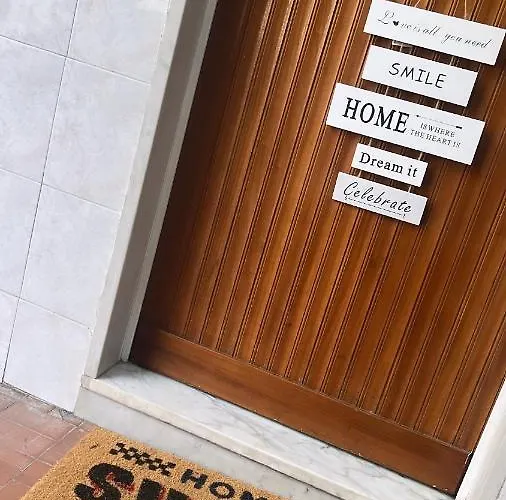 Love is all you need
SMILE
HOME
IS WHERE
THE HEART IS
Dream it
Celebrate
HOM